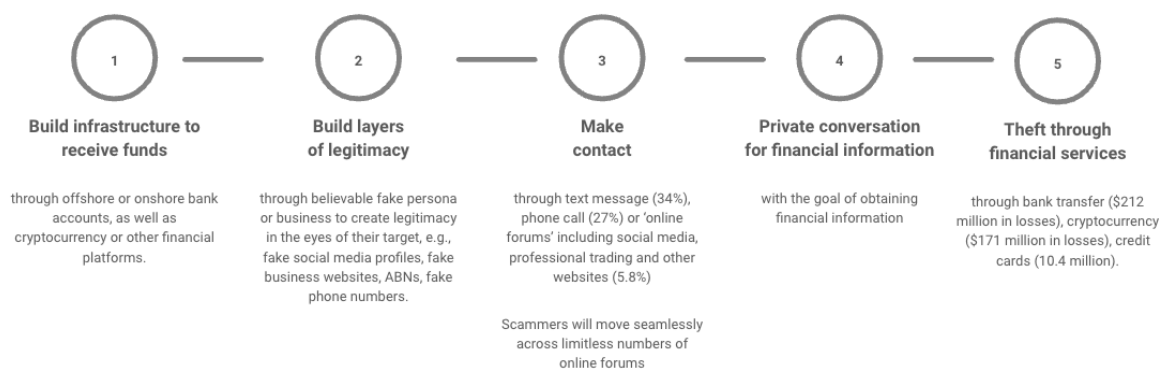 1
Build infrastructure to
receive funds
through offshore or onshore bank
accounts, as well as
cryptocurrency or other financial
platforms.
2
Build layers
of legitimacy
through believable fake persona
or business to create legitimacy
in the eyes of their target, e.g.,
fake social media profiles, fake
business websites, ABNs, fake
phone numbers.
3
Make
contact
through text message (34%),
phone call (27%) or ‘online
forums’ including social media,
professional trading and other
websites (5.8%)
Scammers will move seamlessly
across limitless numbers of
online forums
4
Private conversation
for financial information
with the goal of obtaining
financial information
5
Theft through
financial services
through bank transfer ($212
million in losses), cryptocurrency
($171 million in losses), credit
cards (10.4 million).